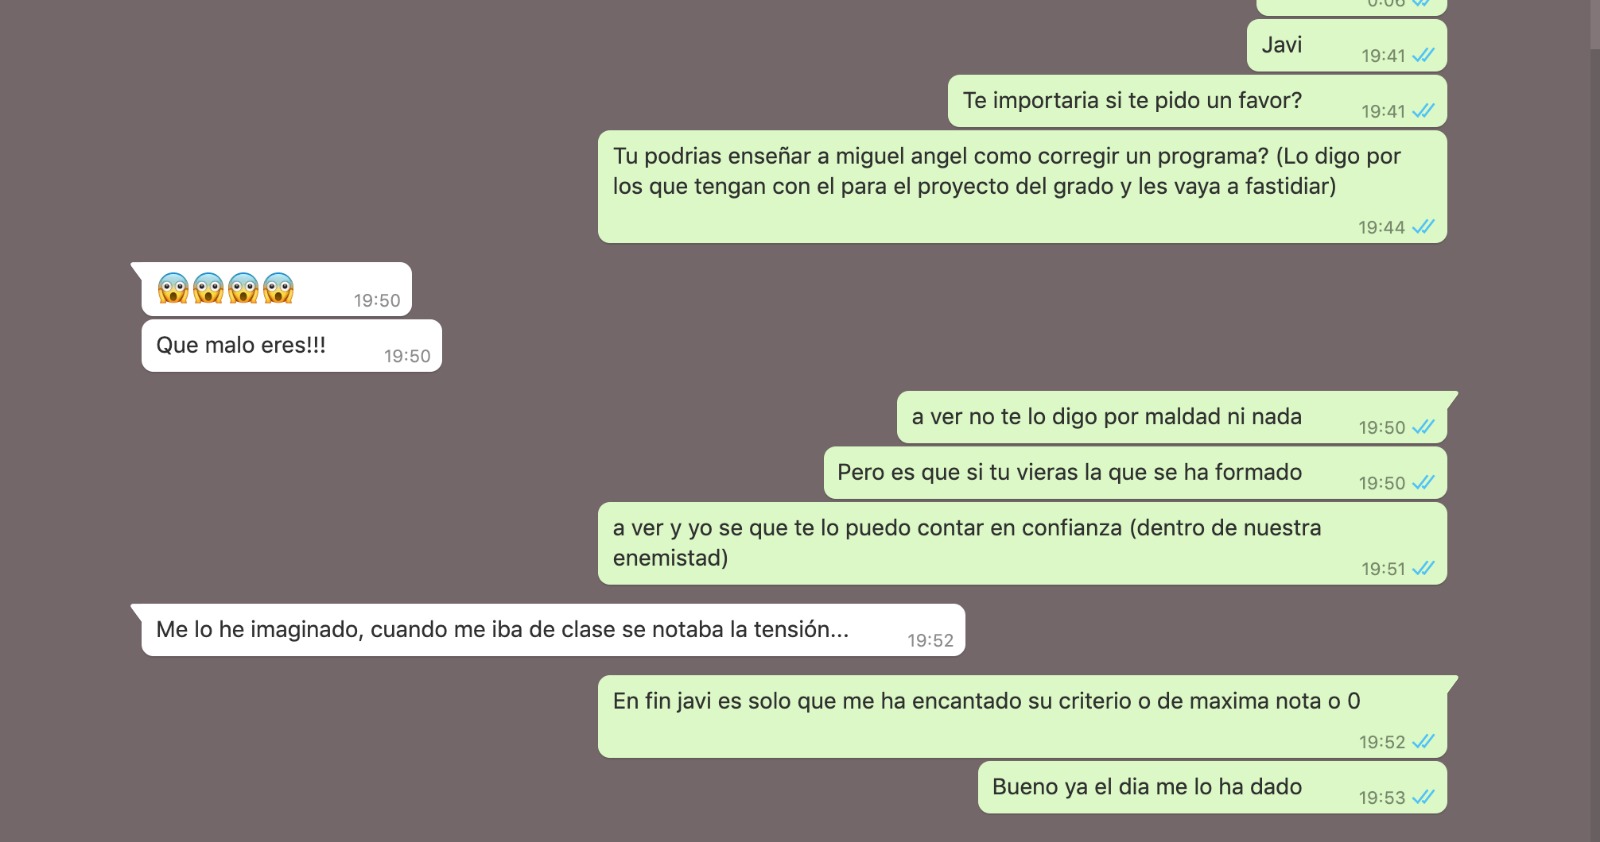 0:06
Javi
19:41
Te importaria si te pido un favor?
19:41
Tu podrias enseñar a miguel angel como corregir un programa? (Lo digo por
los que tengan con el para el proyecto del grado y les vaya a fastidiar)
19:44
😱😱😱😱
19:50
Que malo eres!!!
19:50
a ver no te lo digo por maldad ni nada
19:50
Pero es que si tu vieras la que se ha formado
19:50
a ver y yo se que te lo puedo contar en confianza (dentro de nuestra
enemistad)
19:51
Me lo he imaginado, cuando me iba de clase se notaba la tensión...
19:52
En fin javi es solo que me ha encantado su criterio o de maxima nota o 0
19:52
Bueno ya el dia me lo ha dado
19:53